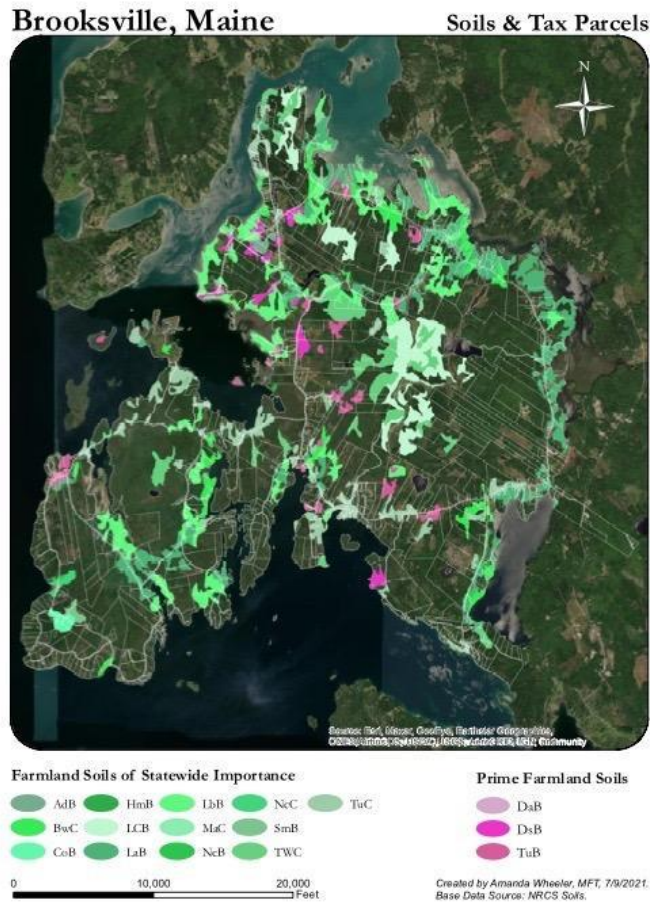 Brooksville, Maine
Soils & Tax Parcels
N
Farmland Soils of Statewide Importance
AdB HmB LbB NcC TuC
BwC LCB MaC SmB
CoB LaB NcB TWC
Prime Farmland Soils
DaB
DsB
TuB
0 10,000 20,000
Feet
Created by Amanda Wheeler, MFT, 7/9/2021.
Base Data Source: NRCS Soils.